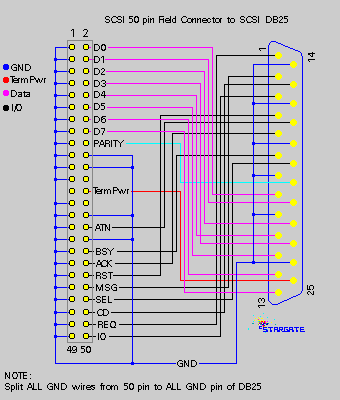 SCSI 50 pin Field Connector to SCSI DB25
1 2
1
14
D0
D1
D2
D3
D4
D5
D6
D7
PARITY
TermPwr
ATN
BSY
ACK
RST
MSG
SEL
CD
REQ
IO
49 50
GND
TermPwr
Data
I/O
13
25
STARGATE
GND
NOTE:
Split ALL GND wires from 50 pin to ALL GND pin of DB25